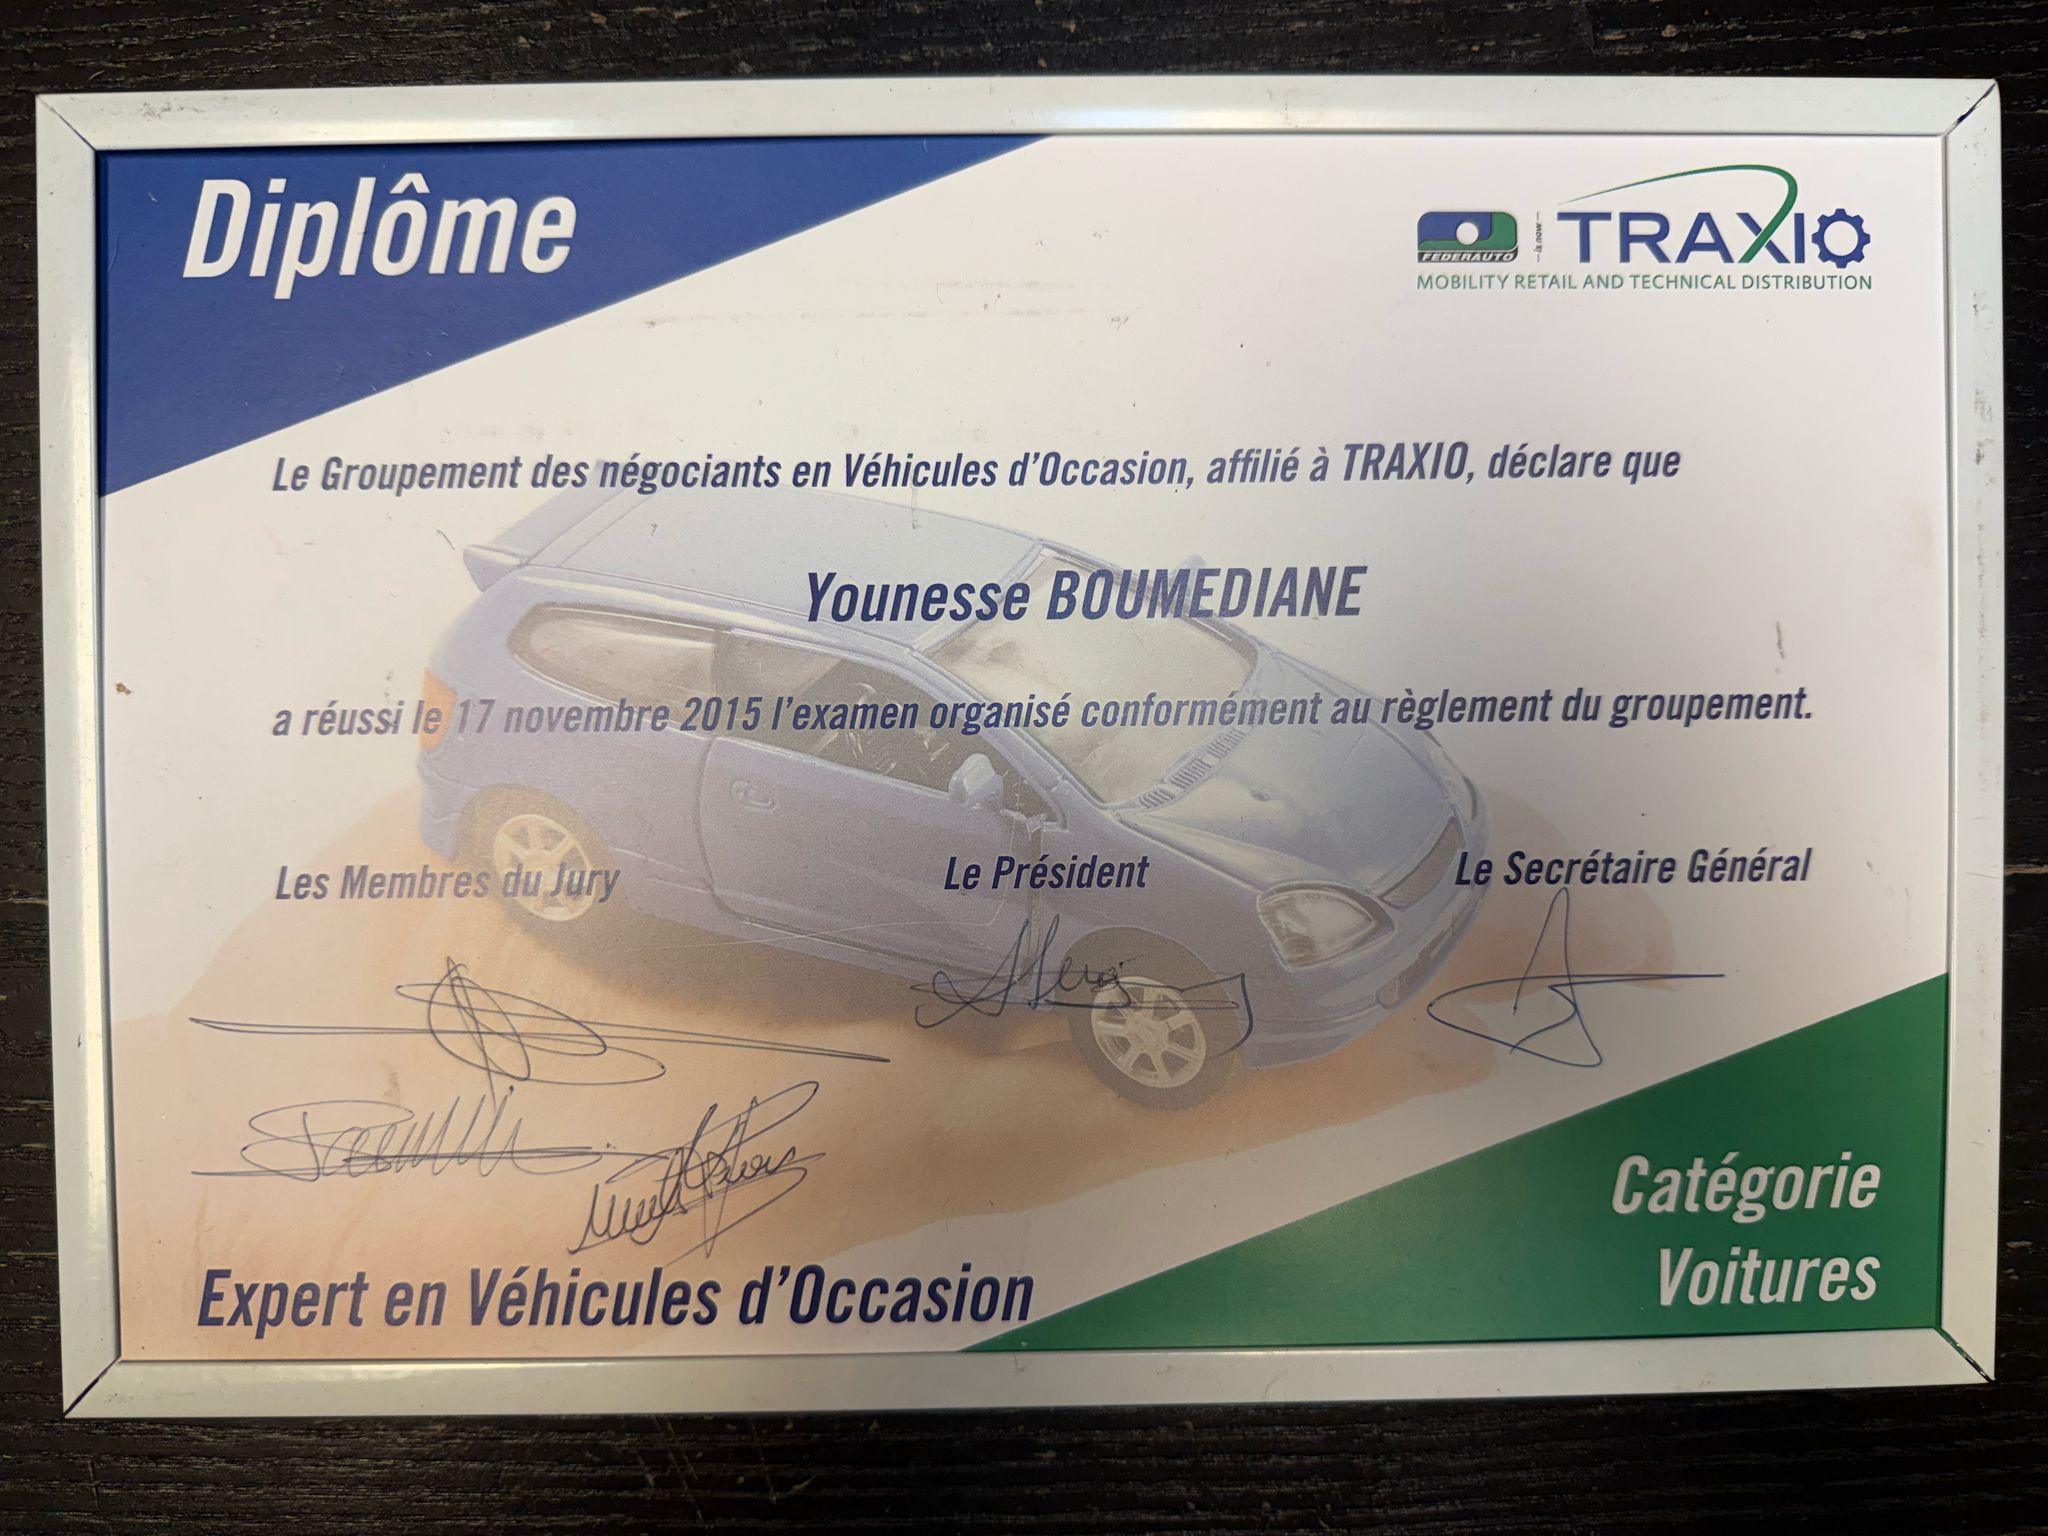 Diplôme
FEDERAUTO is now TRAXIO
MOBILITY RETAIL AND TECHNICAL DISTRIBUTION
Le Groupement des négociants en Véhicules d'Occasion, affilié à TRAXIO, déclare que
Younesse BOUMEDIANE
a réussi le 17 novembre 2015 l'examen organisé conformément au règlement du groupement.
Les Membres du Jury
Le Président
Le Secrétaire Général
Expert en Véhicules d'Occasion
Catégorie
Voitures